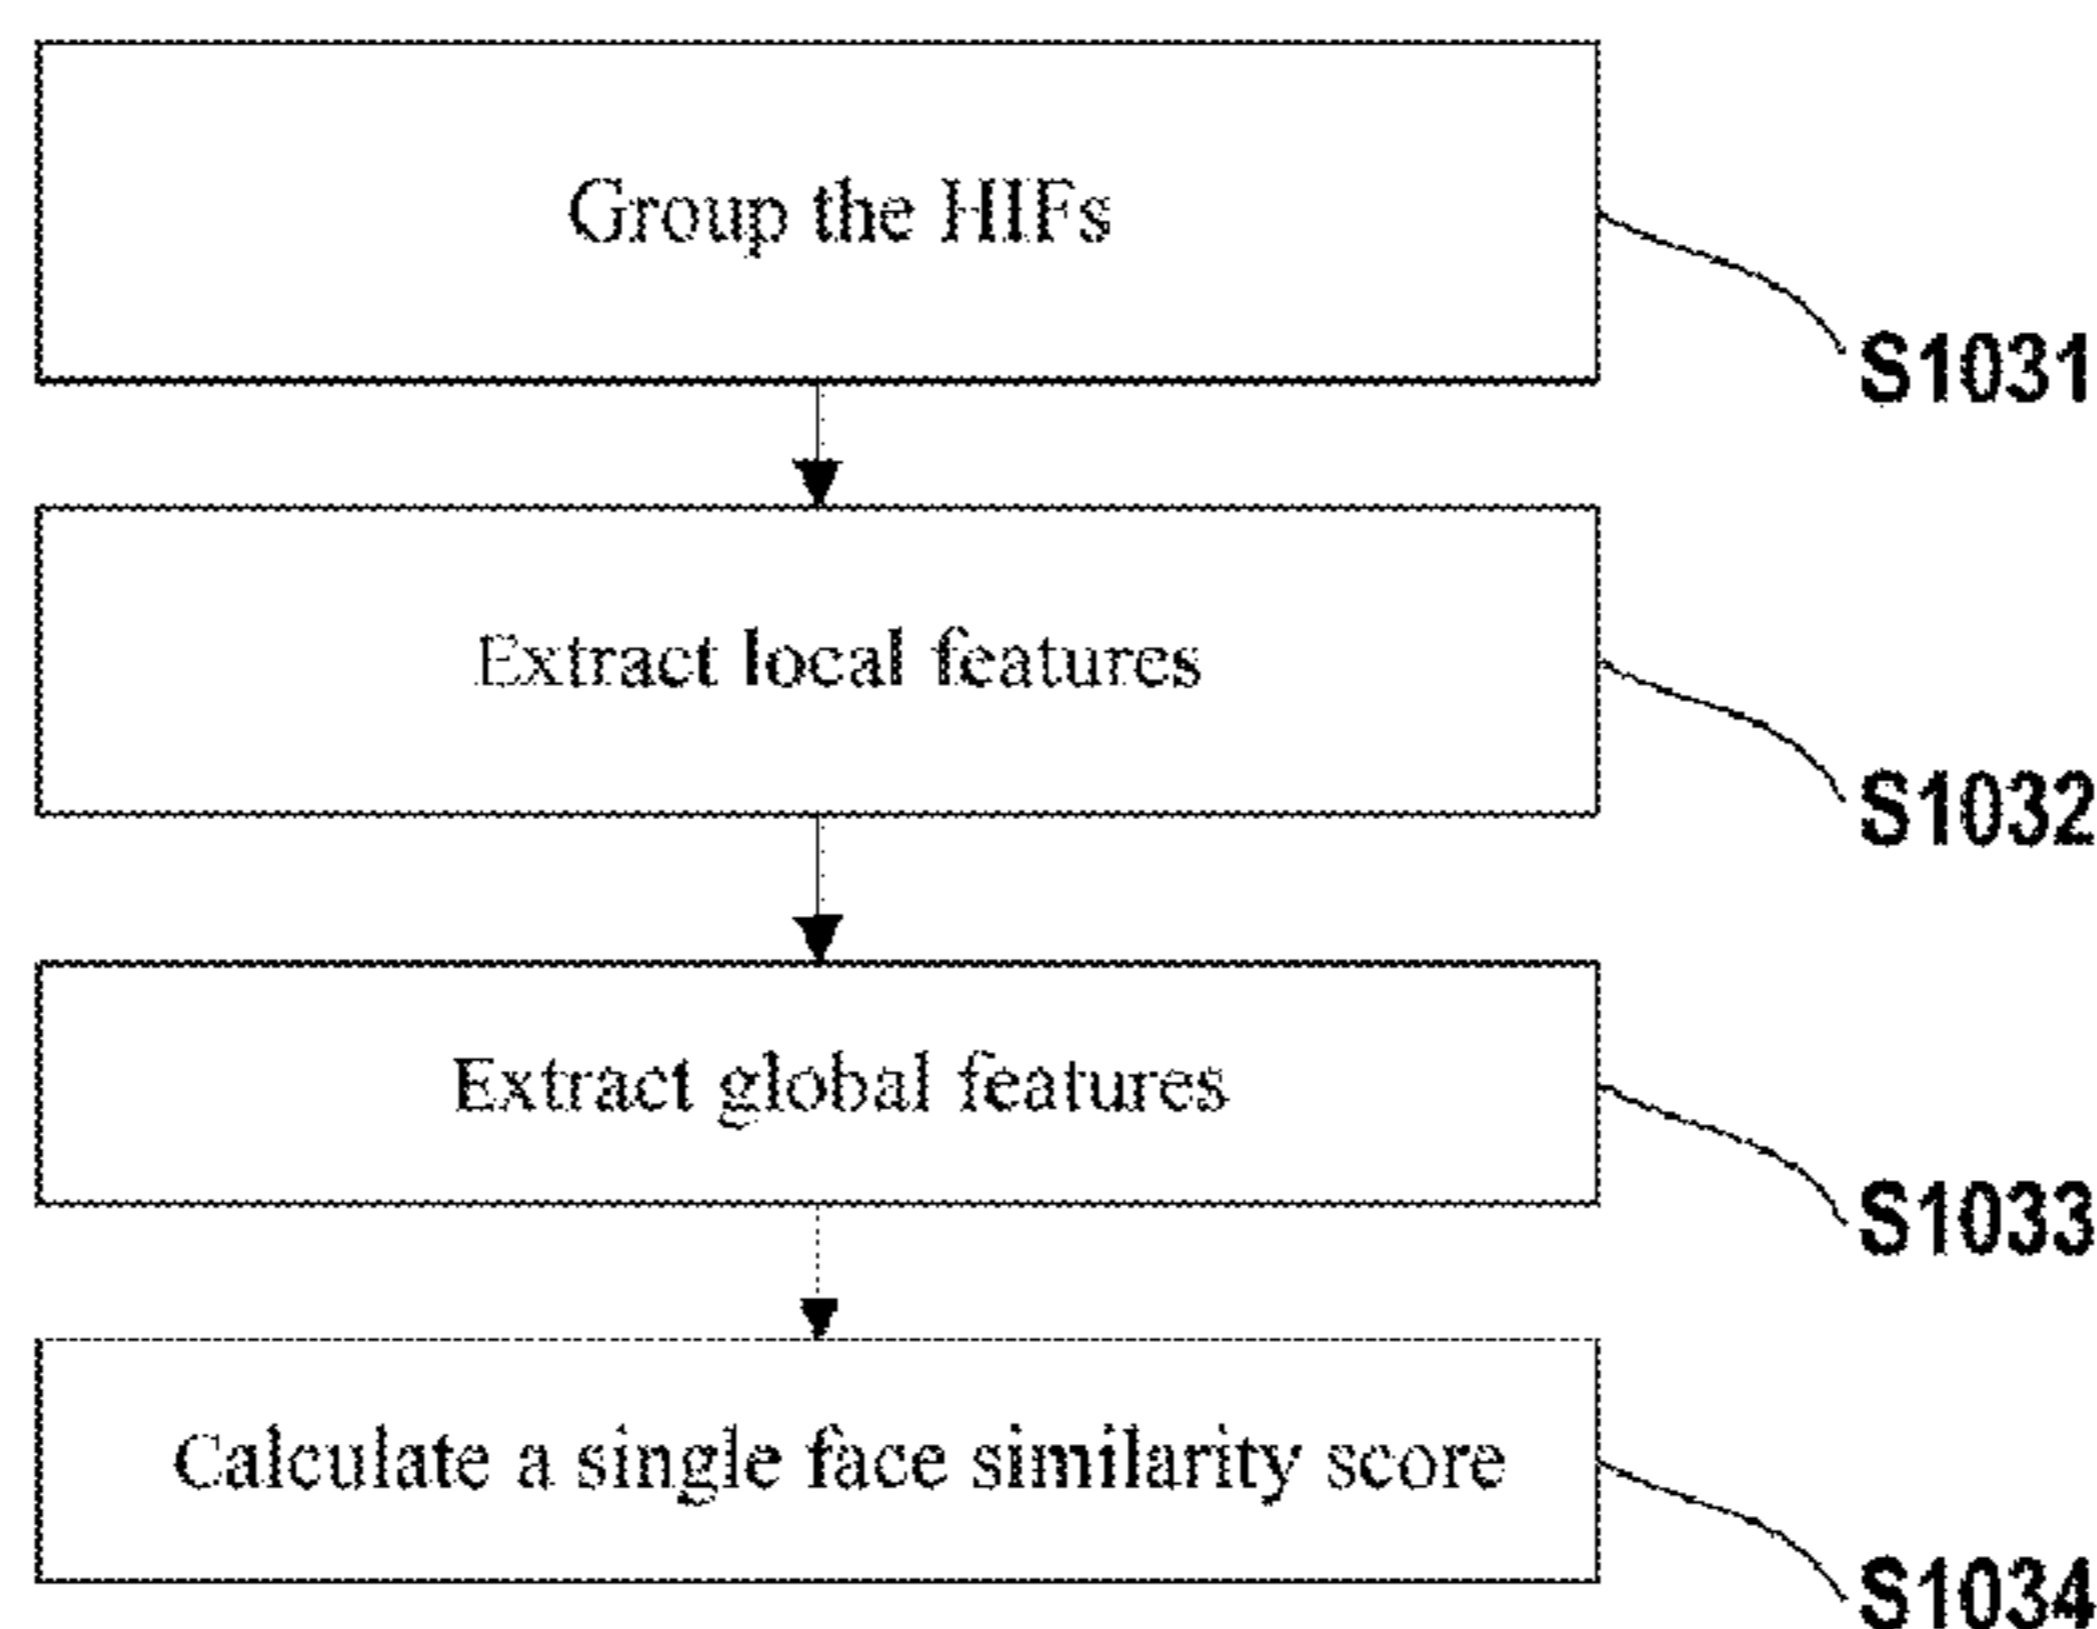 Group the HIFs
S1031
Extract local features
S1032
Extract global features
S1033
Calculate a single face similarity score
S1034